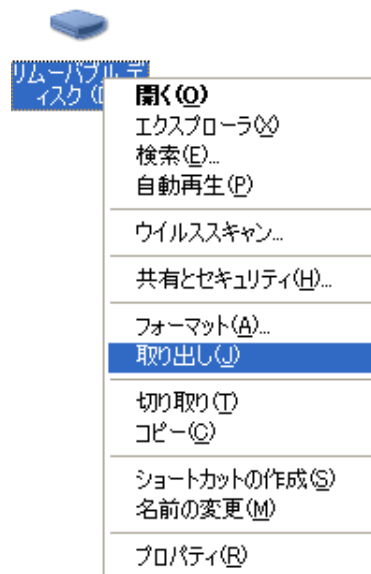 リムーバブル デ
ィスク (
開く(O)
エクスプローラ(X)
検索(E)...
自動再生(P)
ウイルススキャン...
共有とセキュリティ(H)...
フォーマット(A)...
取り出し(J)
切り取り(T)
コピー(C)
ショートカットの作成(S)
名前の変更(M)
プロパティ(R)